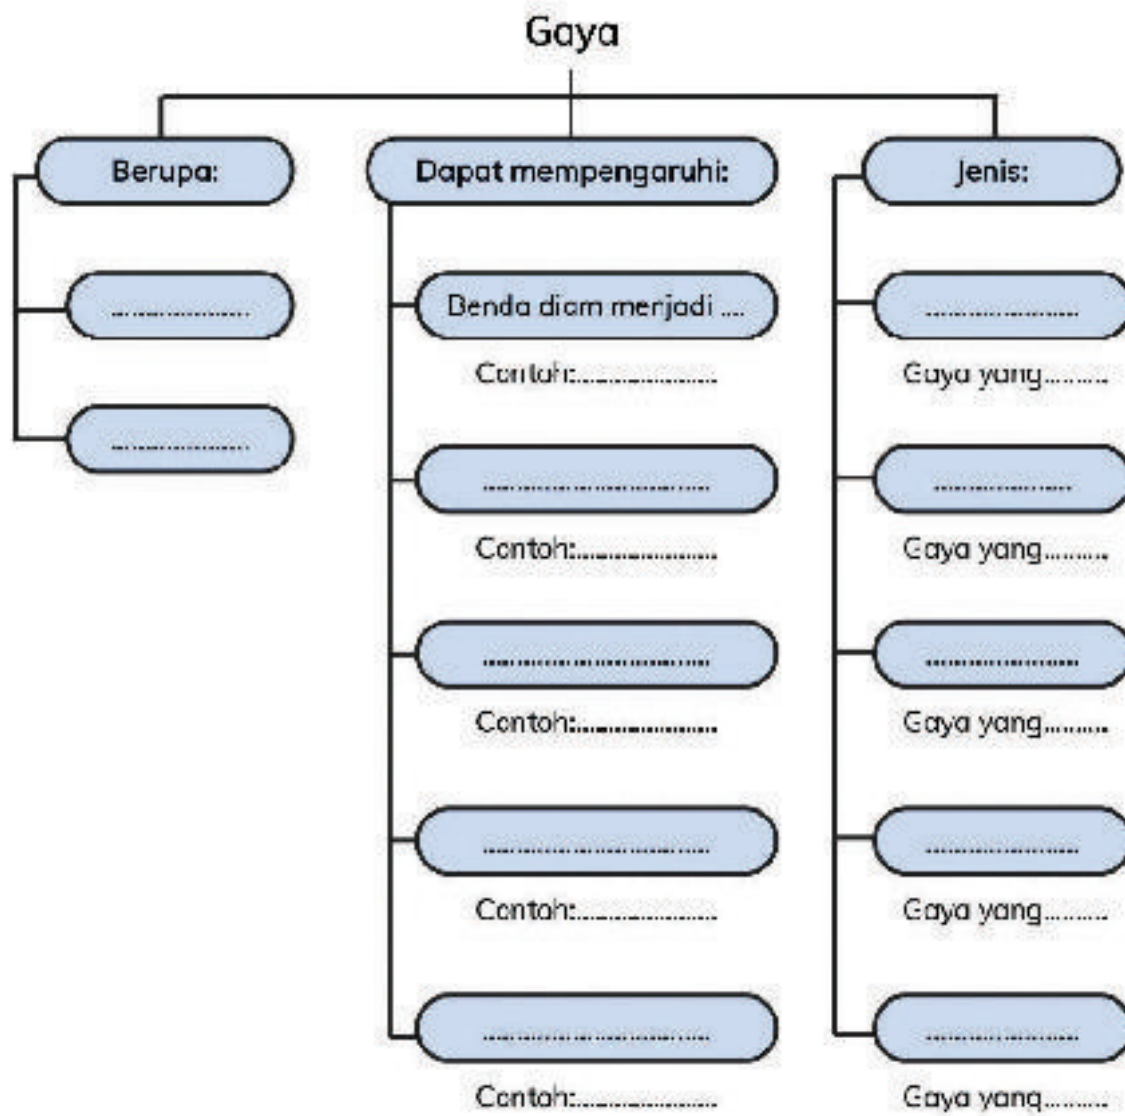 Gaya
Berupa:
....................
....................
Dapat mempengaruhi:
Benda diam menjadi ....
Contoh:....................
................................
Contoh:....................
................................
Contoh:....................
................................
Contoh:....................
................................
Contoh:....................
Jenis:
......................
Gaya yang..........
....................
Gaya yang..........
......................
Gaya yang..........
......................
Gaya yang..........
......................
Gaya yang..........